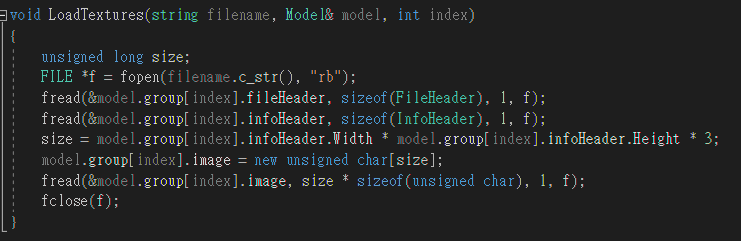 void LoadTextures(string filename, Model& model, int index)
{
unsigned long size;
FILE *f = fopen(filename.c_str(), "rb");
fread(&model.group[index].fileHeader, sizeof(FileHeader), 1, f);
fread(&model.group[index].infoHeader, sizeof(InfoHeader), 1, f);
size = model.group[index].infoHeader.Width * model.group[index].infoHeader.Height * 3;
model.group[index].image = new unsigned char[size];
fread(&model.group[index].image, size * sizeof(unsigned char), 1, f);
fclose(f);
}